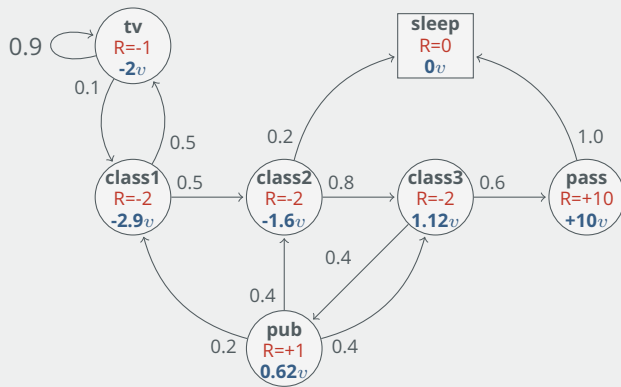 tv
R=-1
-2v
0.9
0.1
0.5
sleep
R=0
0v
0.2
1.0
class1
R=-2
-2.9v
0.5
class2
R=-2
-1.6v
0.8
class3
R=-2
1.12v
0.6
pass
R=+10
+10v
0.4
0.4
0.2
pub
R=+1
0.62v
0.4